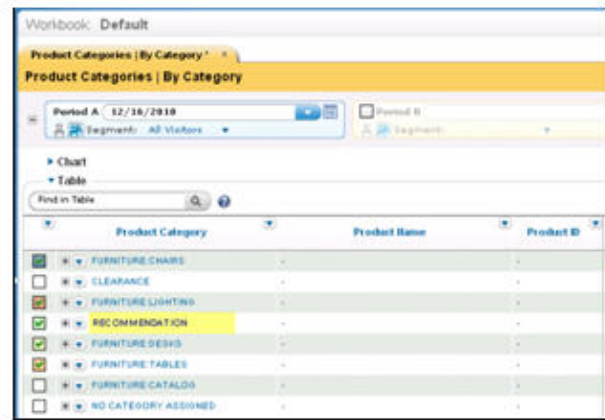 Workbook: Default
Product Categories | By Category *
Product Categories | By Category
Period A 12/16/2010
Period B
Segment: All Visitors
Segment:
Chart
Table
Find in Table
Product Category Product Name Product ID
FURNITURE:CHAIRS - -
CLEARANCE - -
FURNITURE:LIGHTING - -
RECOMMENDATION - -
FURNITURE:DESKS - -
FURNITURE:TABLES - -
FURNITURE:CATALOG - -
NO CATEGORY ASSIGNED - -